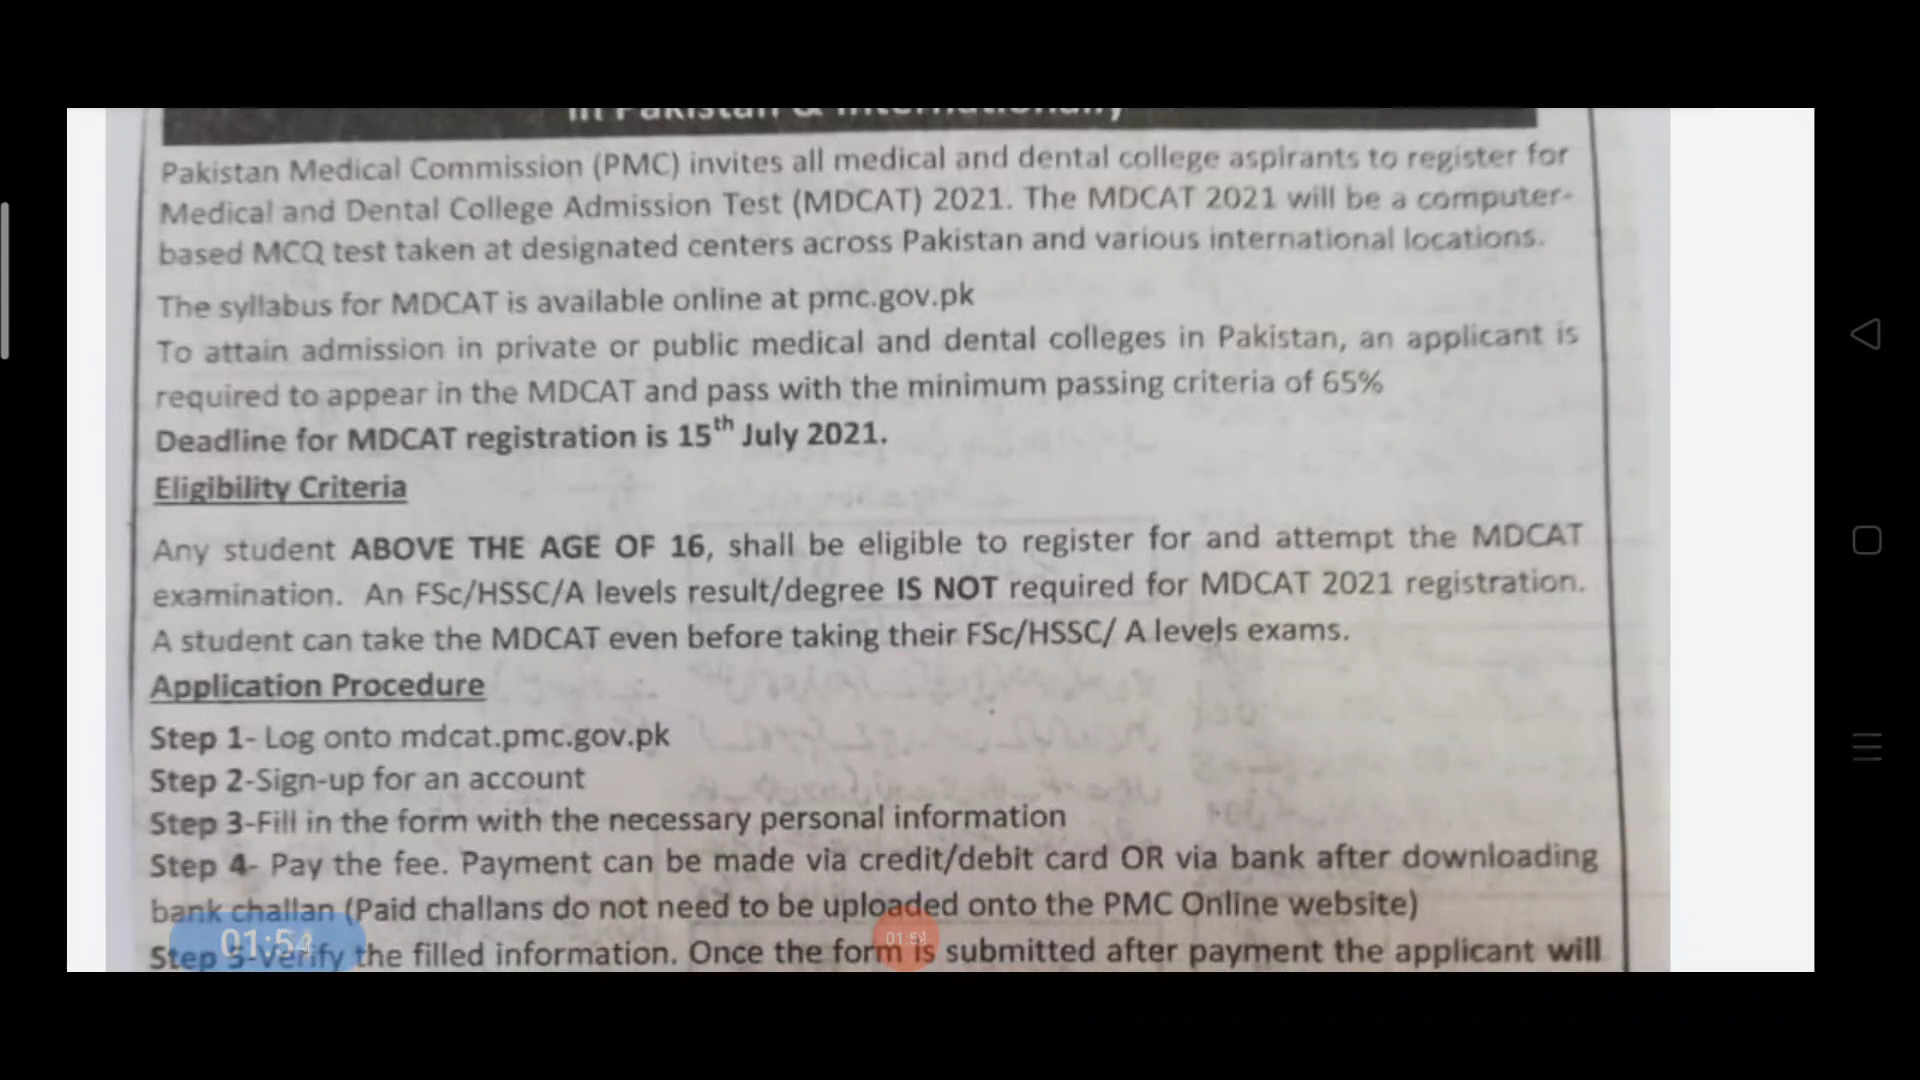 in Pakistan & Internationally
Pakistan Medical Commission (PMC) invites all medical and dental college aspirants to register for
Medical and Dental College Admission Test (MDCAT) 2021. The MDCAT 2021 will be a computer-
based MCQ test taken at designated centers across Pakistan and various international locations.
The syllabus for MDCAT is available online at pmc.gov.pk
To attain admission in private or public medical and dental colleges in Pakistan, an applicant is
required to appear in the MDCAT and pass with the minimum passing criteria of 65%
Deadline for MDCAT registration is 15th July 2021.
Eligibility Criteria
Any student ABOVE THE AGE OF 16, shall be eligible to register for and attempt the MDCAT
examination. An FSc/HSSC/A levels result/degree IS NOT required for MDCAT 2021 registration.
A student can take the MDCAT even before taking their FSc/HSSC/ A levels exams.
Application Procedure
Step 1- Log onto mdcat.pmc.gov.pk
Step 2-Sign-up for an account
Step 3-Fill in the form with the necessary personal information
Step 4- Pay the fee. Payment can be made via credit/debit card OR via bank after downloading
bank challan (Paid challans do not need to be uploaded onto the PMC Online website)
Step 5-Verify the filled information. Once the form is submitted after payment the applicant will
01:54